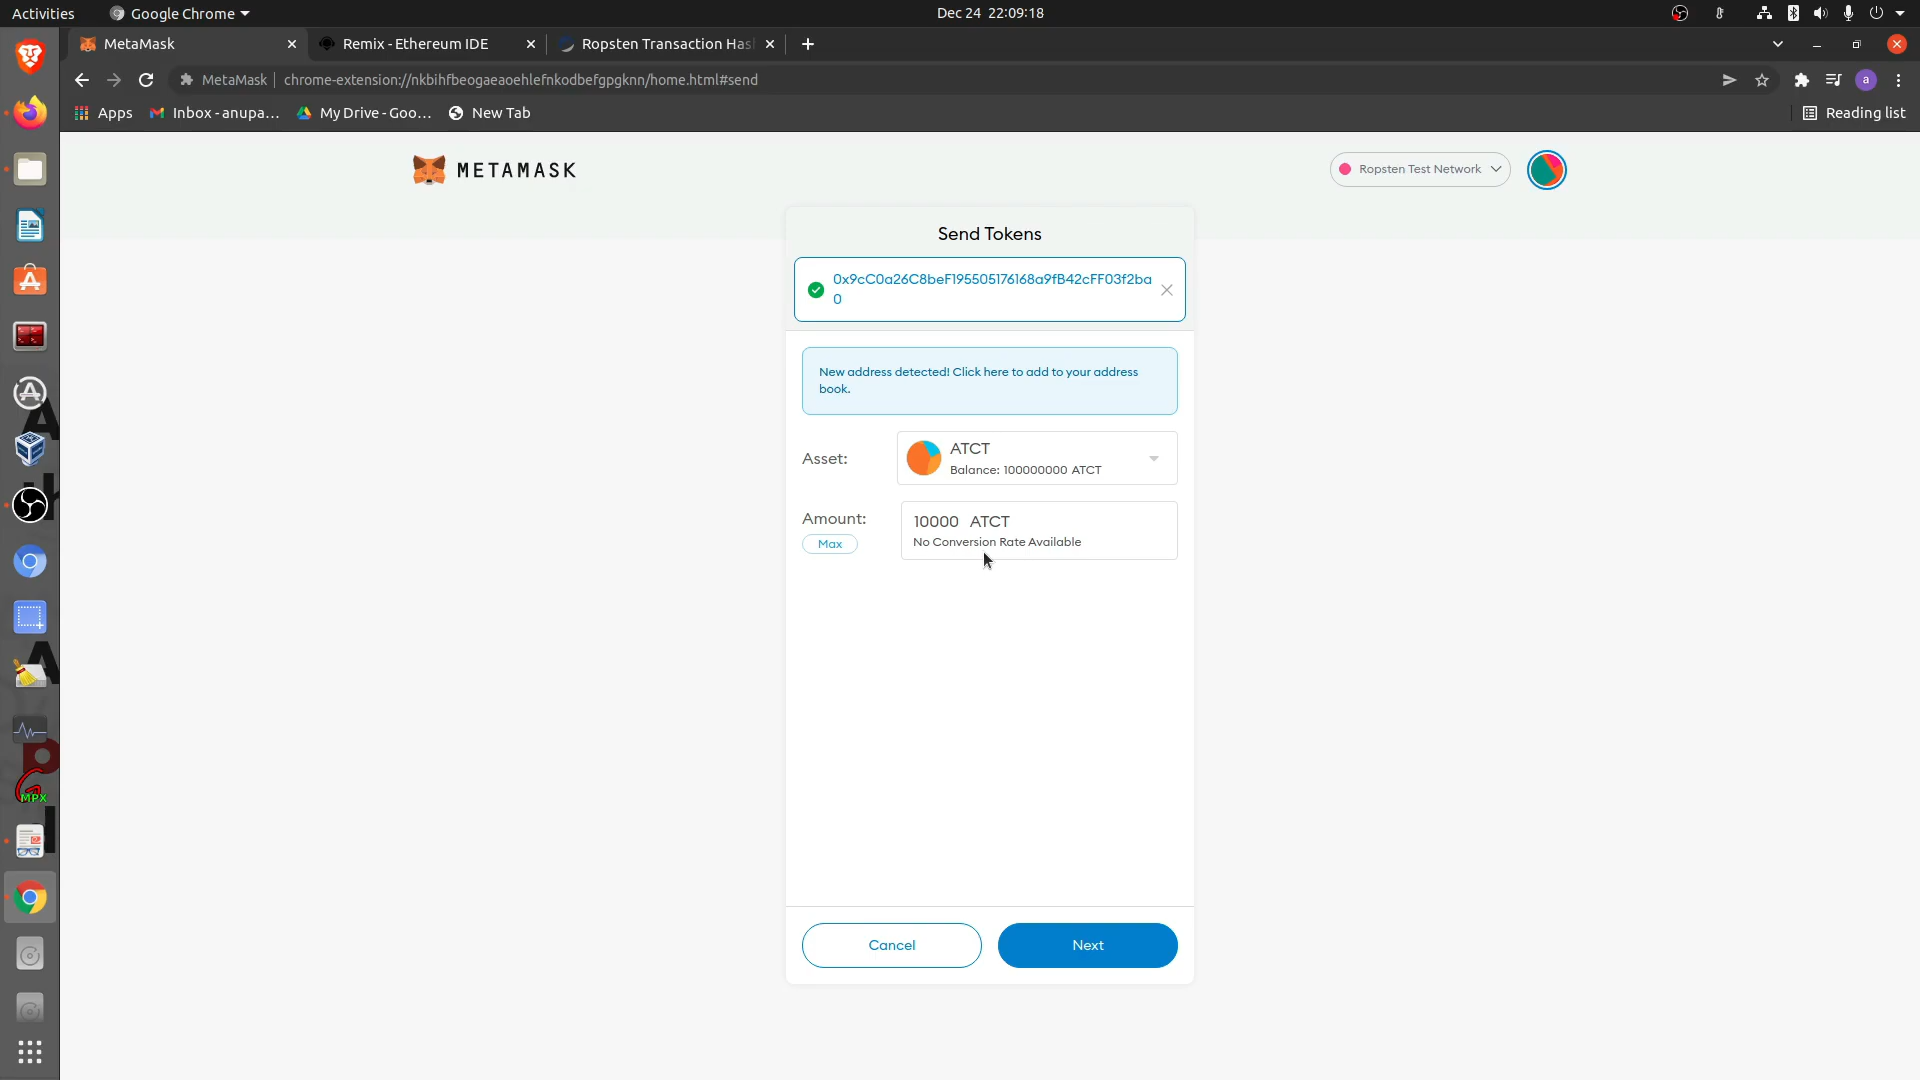 Activities
Google Chrome
Dec 24 22:09:18
MetaMask
Remix - Ethereum IDE
Ropsten Transaction Has
MetaMask
chrome-extension://nkbihfbeogaeaoehlefnkodbefgpgknn/home.html#send
a
Apps
Inbox - anupa...
My Drive - Goo...
New Tab
Reading list
METAMASK
Ropsten Test Network
Send Tokens
0x9cC0a26C8beF195505176168a9fB42cFF03f2ba
0
New address detected! Click here to add to your address
book.
Asset:
ATCT
Balance: 100000000 ATCT
Amount:
Max
10000 ATCT
No Conversion Rate Available
Cancel
Next
MPX